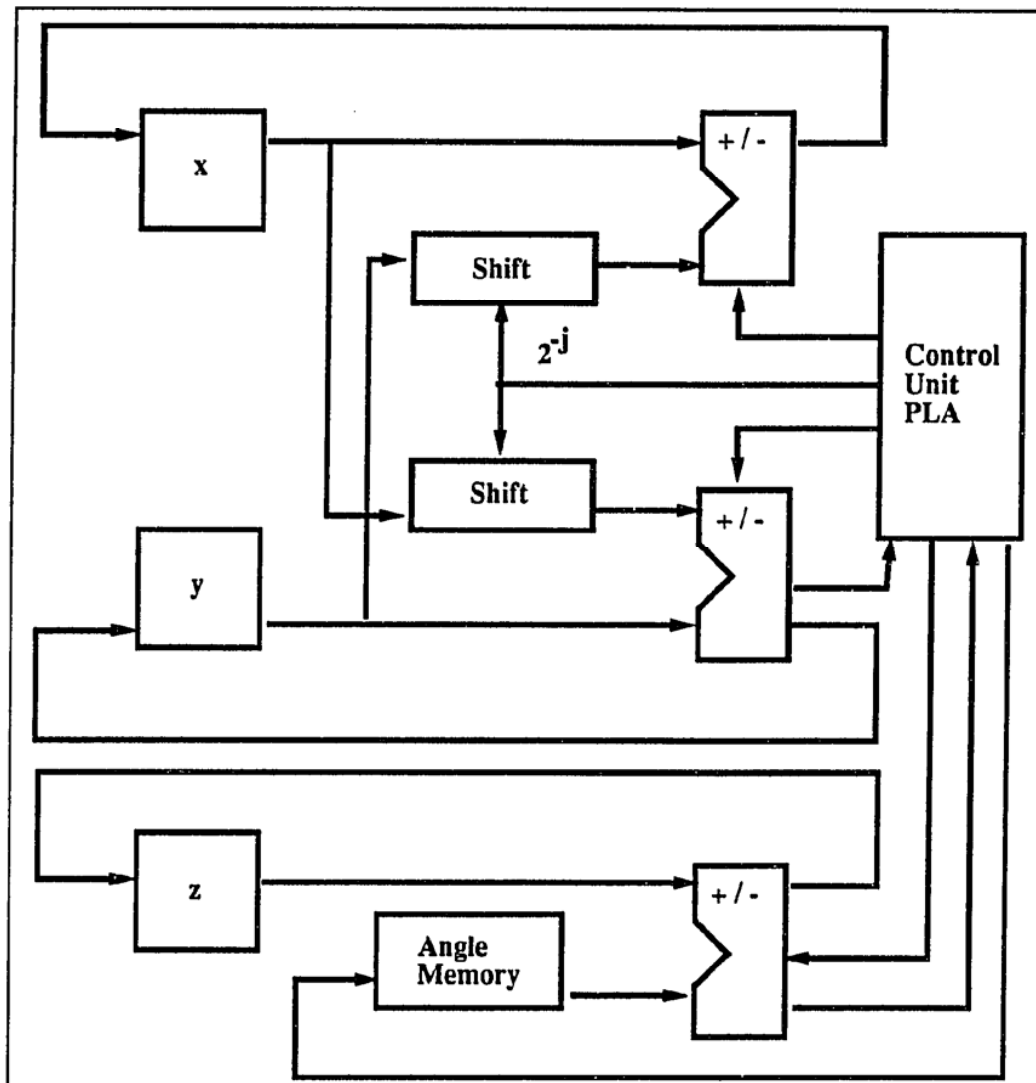 x
+ / -
Shift
2-j
Control
Unit
PLA
Shift
+ / -
y
z
+ / -
Angle
Memory